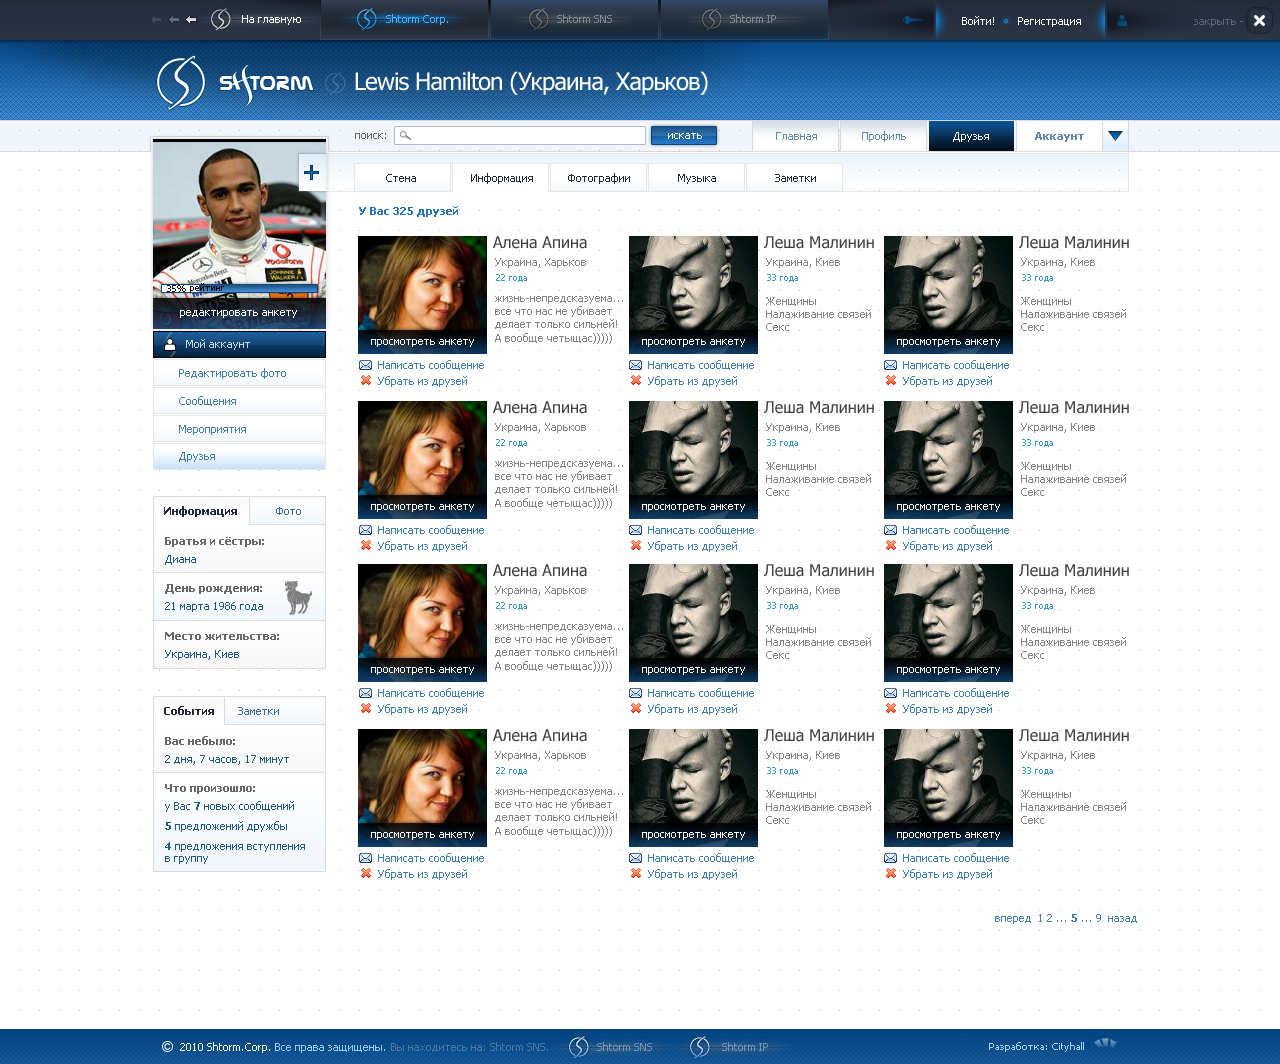 На главную
Shtorm Corp.
Shtorm SNS
Shtorm IP
Войти!
Регистрация
закрыть -
SHTORM
Lewis Hamilton (Украина, Харьков)
поиск:
искать
Главная
Профиль
Друзья
Аккаунт
Стена
Информация
Фотографии
Музыка
Заметки
35% рейтинг
редактировать анкету
Мой аккаунт
Редактировать фото
Сообщения
Мероприятия
Друзья
Информация
Фото
Братья и сёстры:
Диана
День рождения:
21 марта 1986 года
Место жительства:
Украина, Киев
События
Заметки
Вас небыло:
2 дня, 7 часов, 17 минут
Что произошло:
у Вас 7 новых сообщений
5 предложений дружбы
4 предложения вступления
в группу
У Вас 325 друзей
Алена Апина
Украина, Харьков
22 года
жизнь-непредсказуема...
все что нас не убивает
делает только сильней!
А вообще четыщас)))))
просмотреть анкету
Написать сообщение
Убрать из друзей
Леша Малинин
Украина, Киев
33 года
Женщины
Налаживание связей
Секс
просмотреть анкету
Написать сообщение
Убрать из друзей
Леша Малинин
Украина, Киев
33 года
Женщины
Налаживание связей
Секс
просмотреть анкету
Написать сообщение
Убрать из друзей
Алена Апина
Украина, Харьков
22 года
жизнь-непредсказуема...
все что нас не убивает
делает только сильней!
А вообще четыщас)))))
просмотреть анкету
Написать сообщение
Убрать из друзей
Леша Малинин
Украина, Киев
33 года
Женщины
Налаживание связей
Секс
просмотреть анкету
Написать сообщение
Убрать из друзей
Леша Малинин
Украина, Киев
33 года
Женщины
Налаживание связей
Секс
просмотреть анкету
Написать сообщение
Убрать из друзей
Алена Апина
Украина, Харьков
22 года
жизнь-непредсказуема...
все что нас не убивает
делает только сильней!
А вообще четыщас)))))
просмотреть анкету
Написать сообщение
Убрать из друзей
Леша Малинин
Украина, Киев
33 года
Женщины
Налаживание связей
Секс
просмотреть анкету
Написать сообщение
Убрать из друзей
Леша Малинин
Украина, Киев
33 года
Женщины
Налаживание связей
Секс
просмотреть анкету
Написать сообщение
Убрать из друзей
Алена Апина
Украина, Харьков
22 года
жизнь-непредсказуема...
все что нас не убивает
делает только сильней!
А вообще четыщас)))))
просмотреть анкету
Написать сообщение
Убрать из друзей
Леша Малинин
Украина, Киев
33 года
Женщины
Налаживание связей
Секс
просмотреть анкету
Написать сообщение
Убрать из друзей
Леша Малинин
Украина, Киев
33 года
Женщины
Налаживание связей
Секс
просмотреть анкету
Написать сообщение
Убрать из друзей
вперед 1 2 ... 5 ... 9 назад
© 2010 Shtorm.Corp. Все права защищены. Вы находитесь на: Shtorm SNS.
Shtorm SNS
Shtorm IP
Разработка: Cityhall